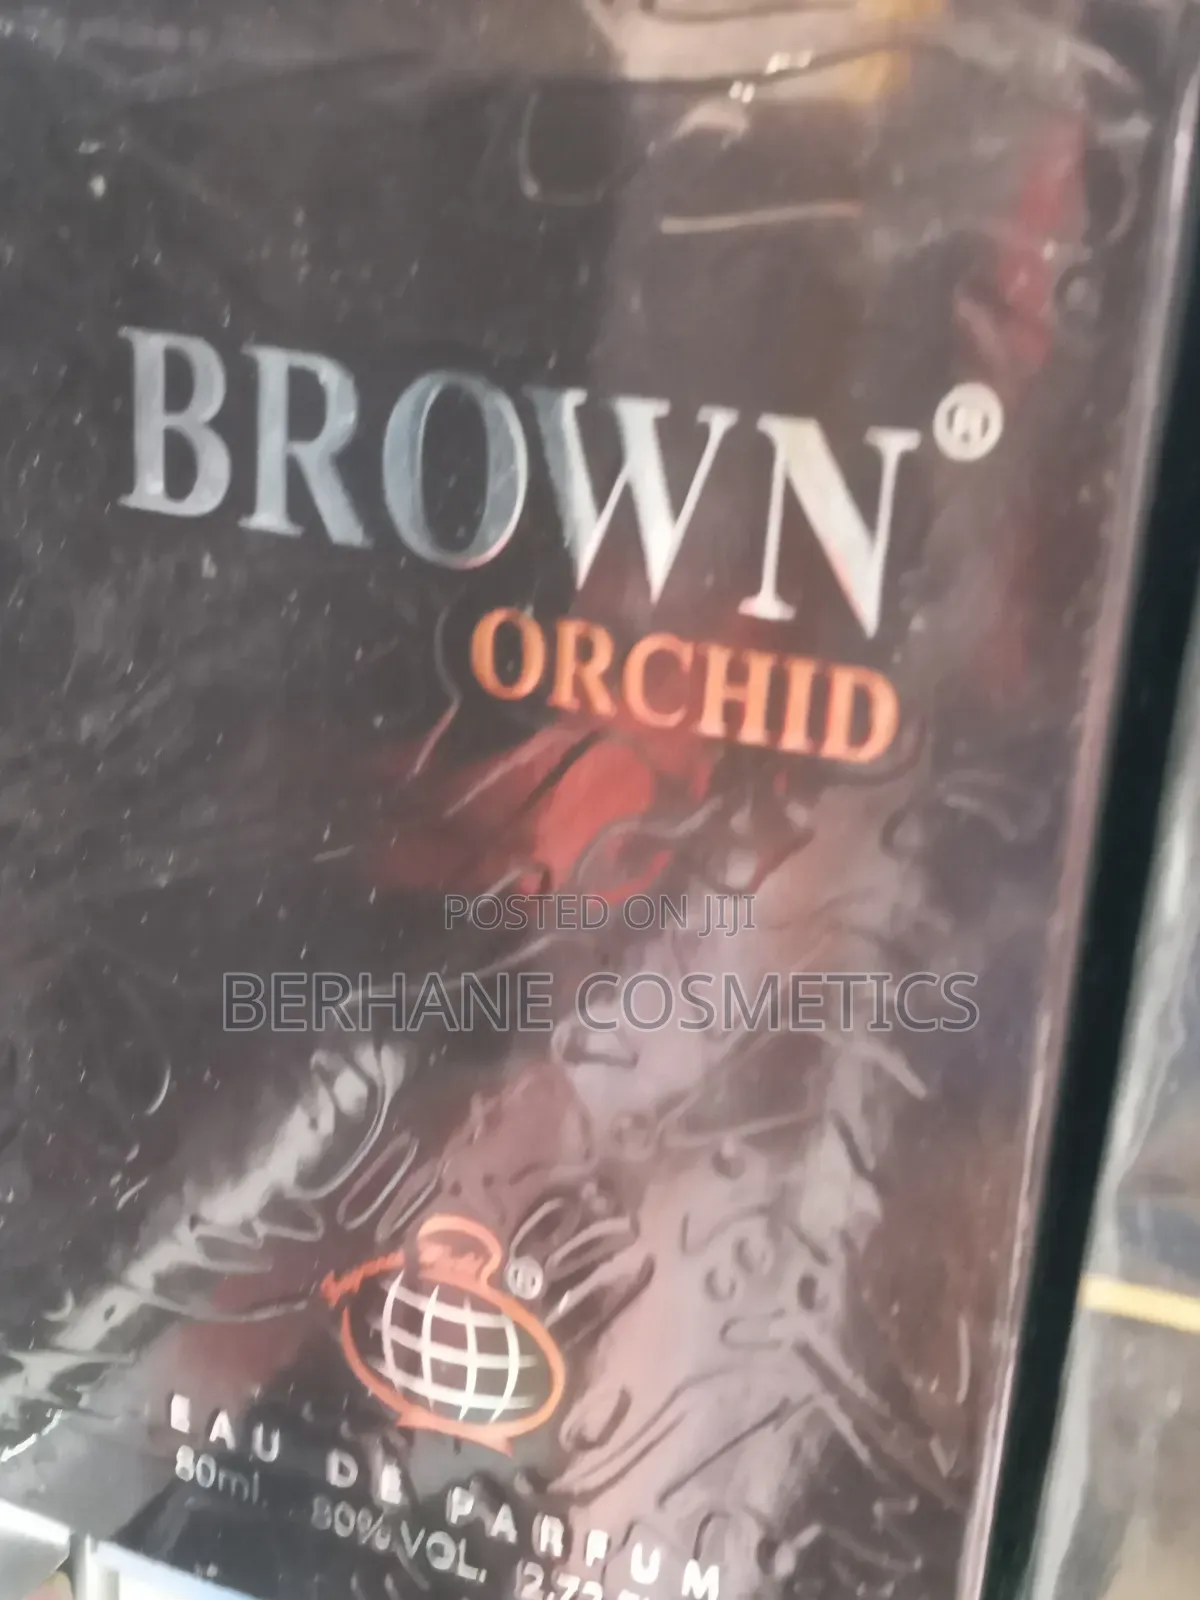 BROWN®
ORCHID
POSTED ON JIJI
BERHANE COSMETICS
®
EAU DE PARFUM
80ml. 80% VOL.